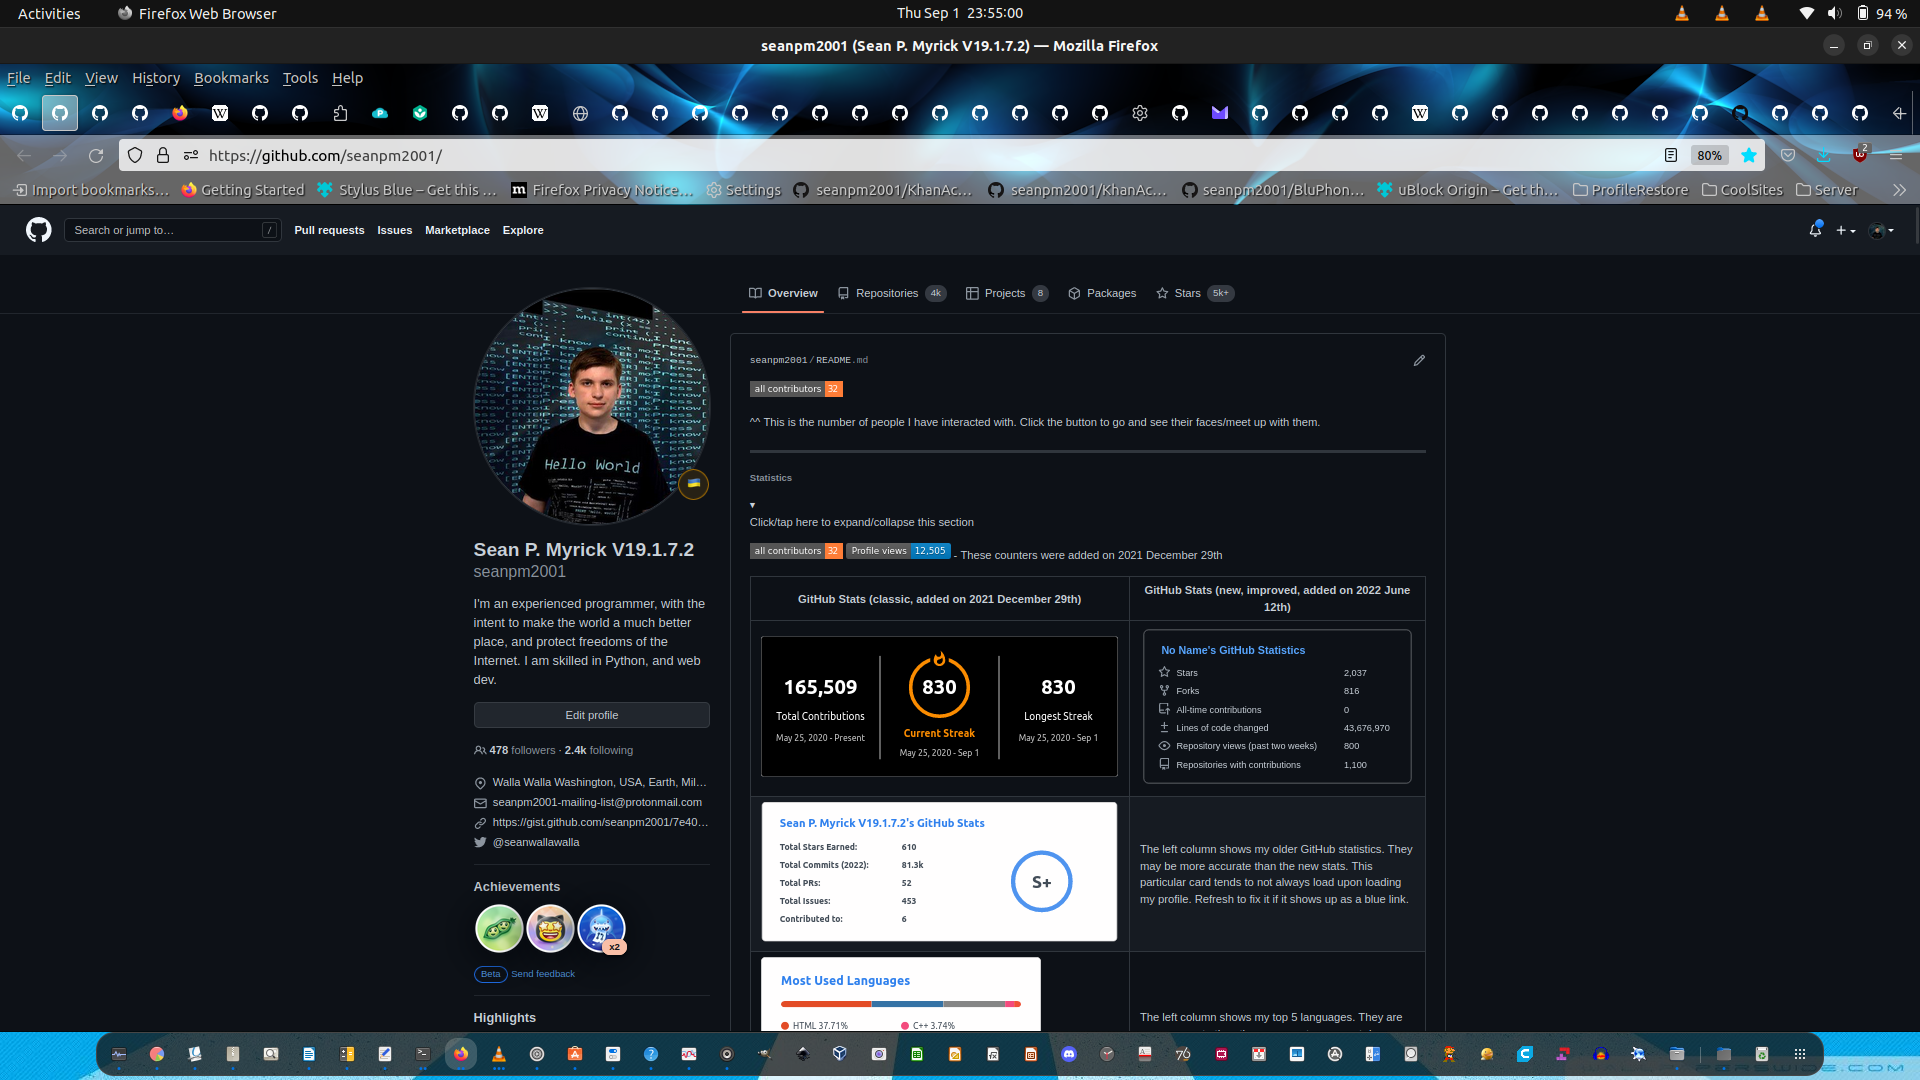 Activities
Firefox Web Browser
Thu Sep 1 23:55:00
94 %
seanpm2001 (Sean P. Myrick V19.1.7.2) — Mozilla Firefox
File Edit View History Bookmarks Tools Help
https://github.com/seanpm2001/
80%
2
Import bookmarks…
Getting Started
Stylus Blue – Get this …
Firefox Privacy Notice…
Settings
seanpm2001/KhanAc…
seanpm2001/KhanAc…
seanpm2001/BluPhon…
uBlock Origin – Get th…
ProfileRestore
CoolSites
Server
Search or jump to…
/
Pull requests
Issues
Marketplace
Explore
Overview
Repositories 4k
Projects 8
Packages
Stars 5k+
Hello World
Sean P. Myrick V19.1.7.2
seanpm2001
I'm an experienced programmer, with the
intent to make the world a much better
place, and protect freedoms of the
Internet. I am skilled in Python, and web
dev.
Edit profile
478 followers · 2.4k following
Walla Walla Washington, USA, Earth, Mil…
seanpm2001-mailing-list@protonmail.com
https://gist.github.com/seanpm2001/7e40…
@seanwallawalla
Achievements
x2
Beta Send feedback
Highlights
seanpm2001/README.md
all contributors 32
^^ This is the number of people I have interacted with. Click the button to go and see their faces/meet up with them.
Statistics
Click/tap here to expand/collapse this section
all contributors 32 Profile views 12,505 - These counters were added on 2021 December 29th
GitHub Stats (classic, added on 2021 December 29th)
GitHub Stats (new, improved, added on 2022 June
12th)
165,509
Total Contributions
May 25, 2020 - Present
830
Current Streak
May 25, 2020 - Sep 1
830
Longest Streak
May 25, 2020 - Sep 1
No Name's GitHub Statistics
Stars 2,037
Forks 816
All-time contributions 0
Lines of code changed 43,676,970
Repository views (past two weeks) 800
Repositories with contributions 1,100
Sean P. Myrick V19.1.7.2's GitHub Stats
Total Stars Earned: 610
Total Commits (2022): 81.3k
Total PRs: 52
Total Issues: 453
Contributed to: 6
S+
The left column shows my older GitHub statistics. They
may be more accurate than the new stats. This
particular card tends to not always load upon loading
my profile. Refresh to fix it if it shows up as a blue link.
Most Used Languages
HTML 37.71%
C++ 3.74%
The left column shows my top 5 languages. They are